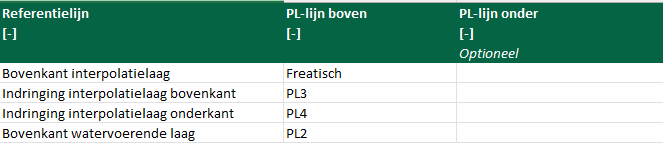 Referentielijn PL-lijn boven PL-lijn onder
[-] [-] [-]
Optioneel
Bovenkant interpolatielaag Freatisch
Indringing interpolatielaag bovenkant PL3
Indringing interpolatielaag onderkant PL4
Bovenkant watervoerende laag PL2